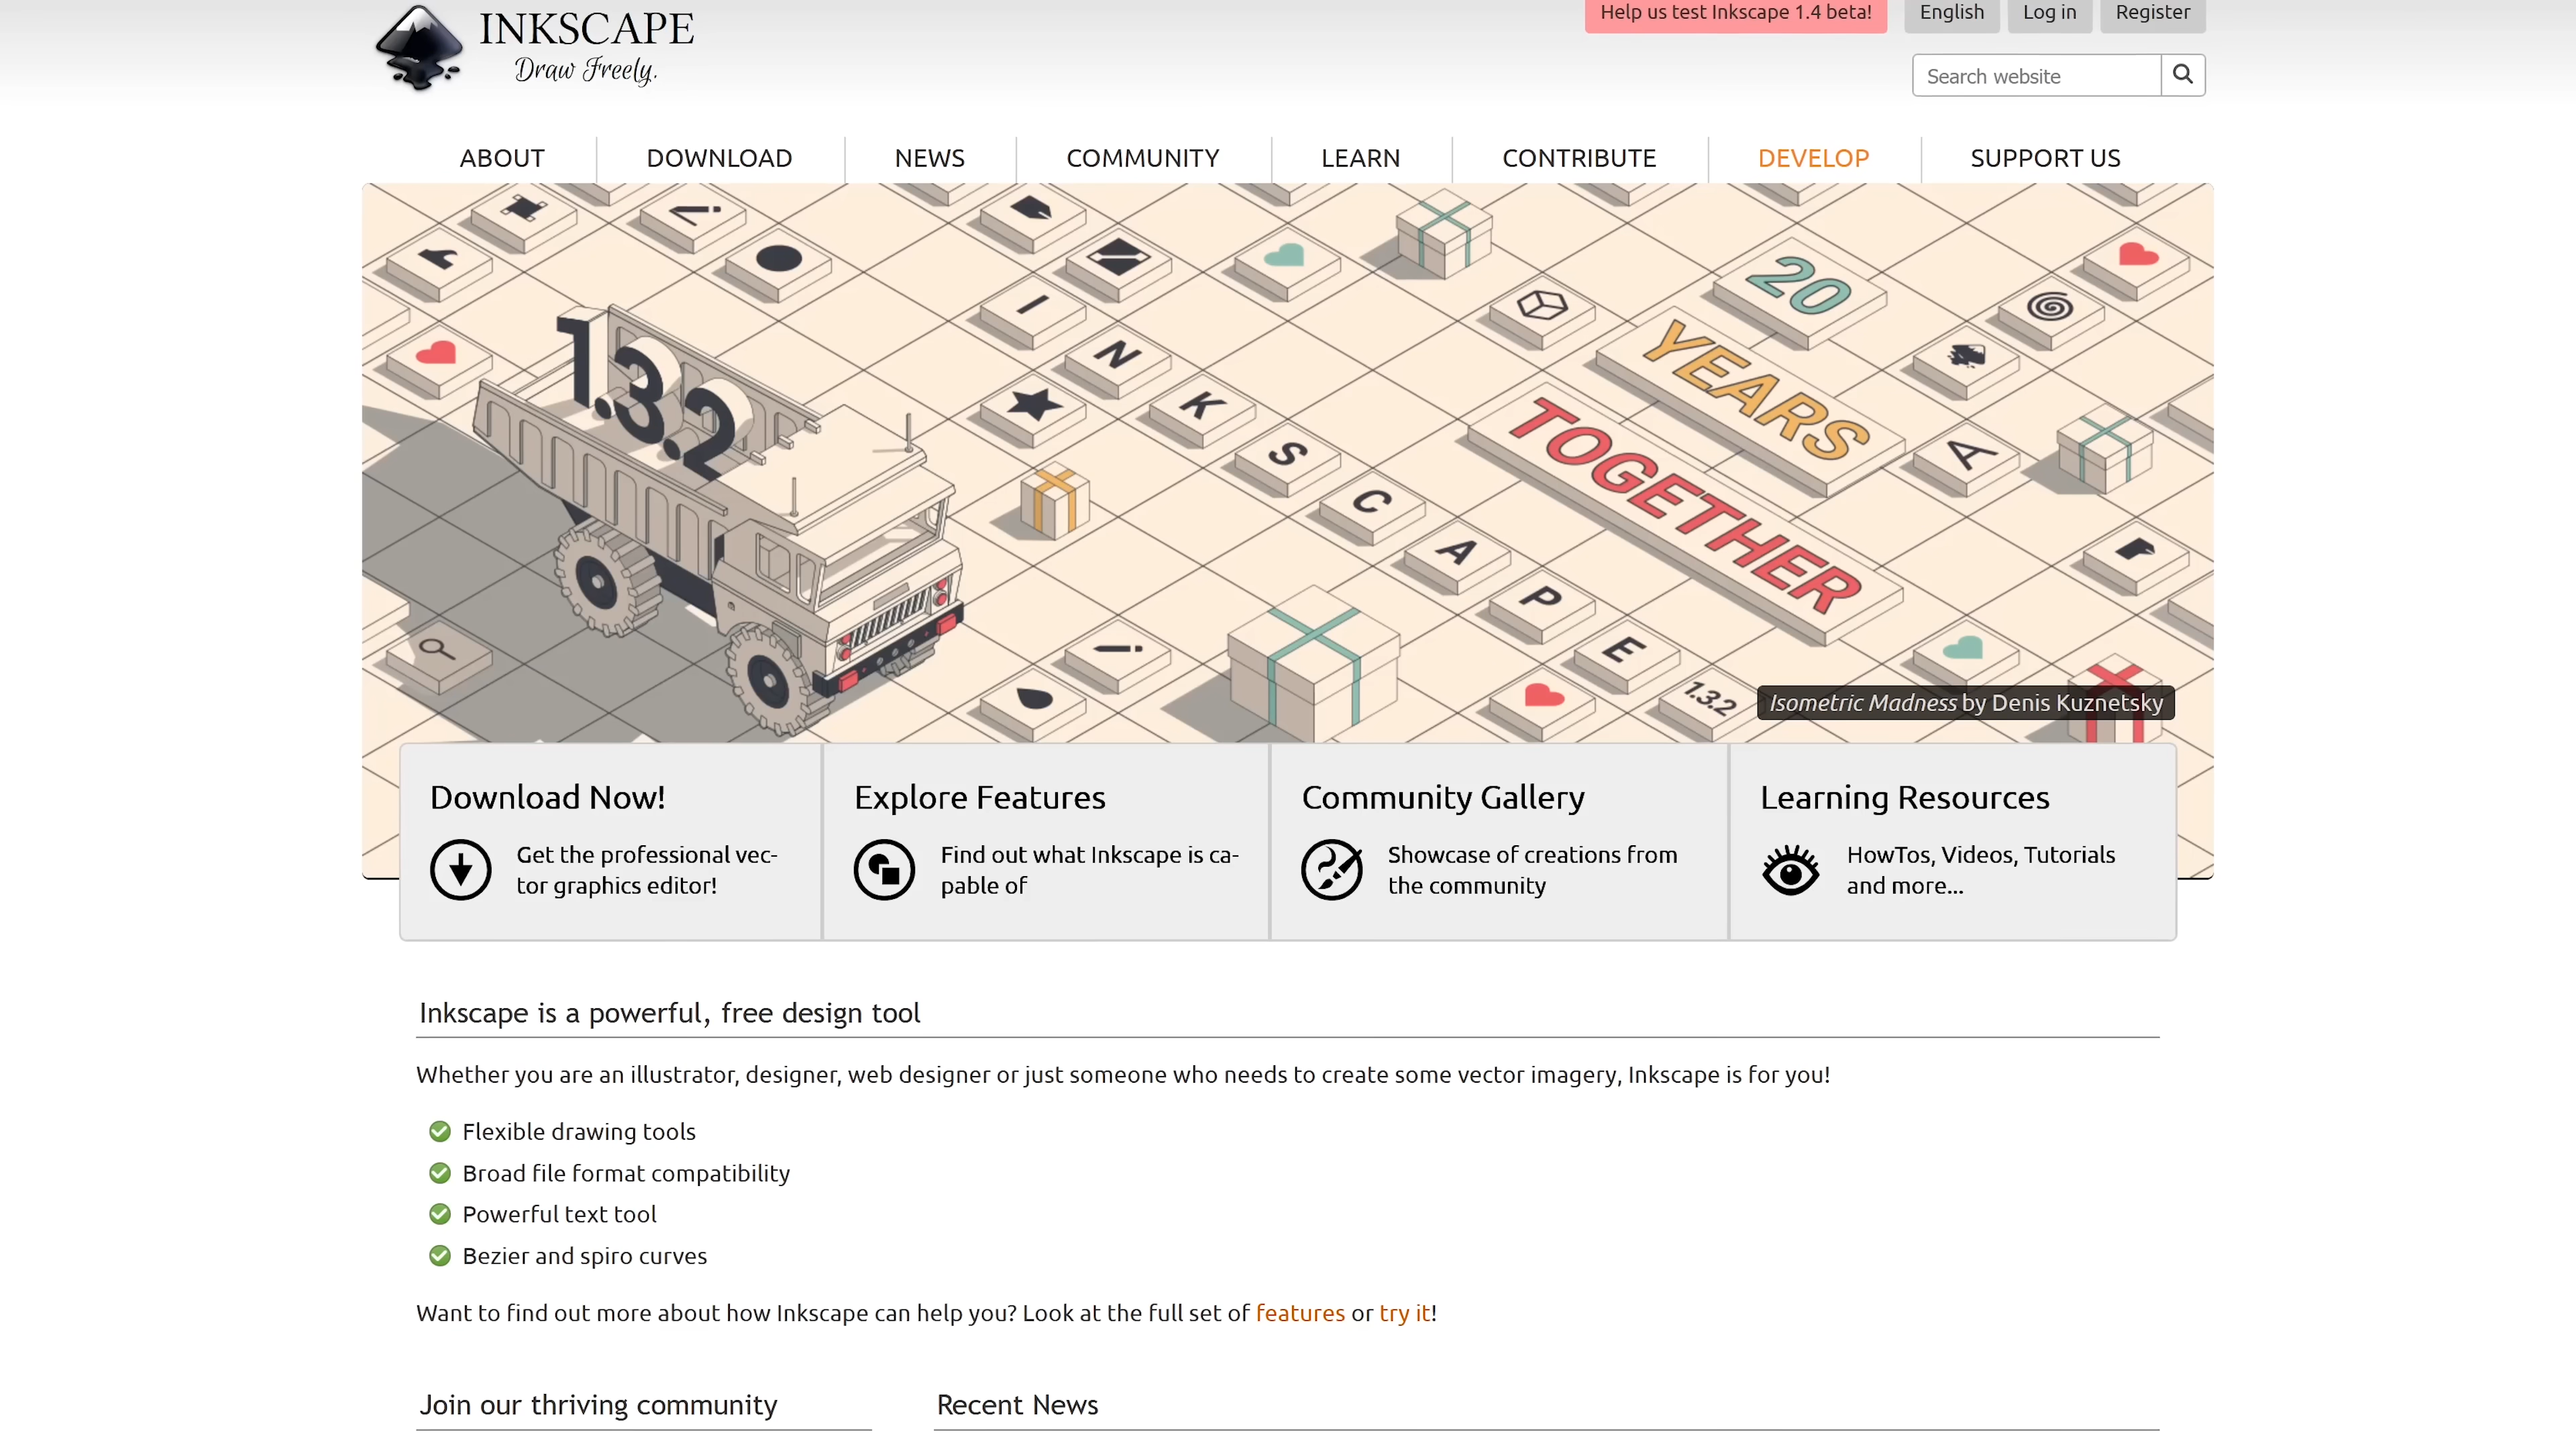 INKSCAPE
Draw Freely.
Help us test Inkscape 1.4 beta!
English
Log in
Register
Search website
ABOUT
DOWNLOAD
NEWS
COMMUNITY
LEARN
CONTRIBUTE
DEVELOP
SUPPORT US
1.3.2
I
N
K
S
C
A
P
E
1.3.2
20
YEARS
TOGETHER
A
Isometric Madness by Denis Kuznetsky
Download Now!
Get the professional vec-
tor graphics editor!
Explore Features
Find out what Inkscape is ca-
pable of
Community Gallery
Showcase of creations from
the community
Learning Resources
HowTos, Videos, Tutorials
and more...
Inkscape is a powerful, free design tool
Whether you are an illustrator, designer, web designer or just someone who needs to create some vector imagery, Inkscape is for you!
Flexible drawing tools
Broad file format compatibility
Powerful text tool
Bezier and spiro curves
Want to find out more about how Inkscape can help you? Look at the full set of features or try it!
Join our thriving community
Recent News